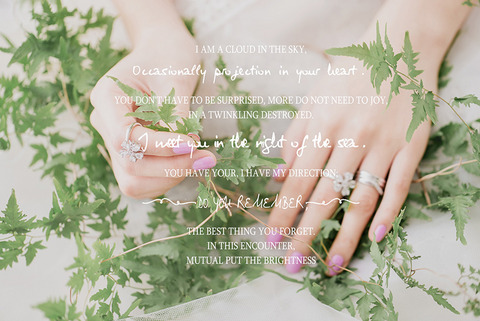 I AM A CLOUD IN THE SKY,
Occasionally projection in your heart.
YOU DON'T HAVE TO BE SURPRISED, MORE DO NOT NEED TO JOY,
IN A TWINKLING DESTROYED.
I meet you in the night of the sea.
YOU HAVE YOUR, I HAVE MY DIRECTION;
DO YOU REMEMBER
THE BEST THING YOU FORGET.
IN THIS ENCOUNTER,
MUTUAL PUT THE BRIGHTNESS